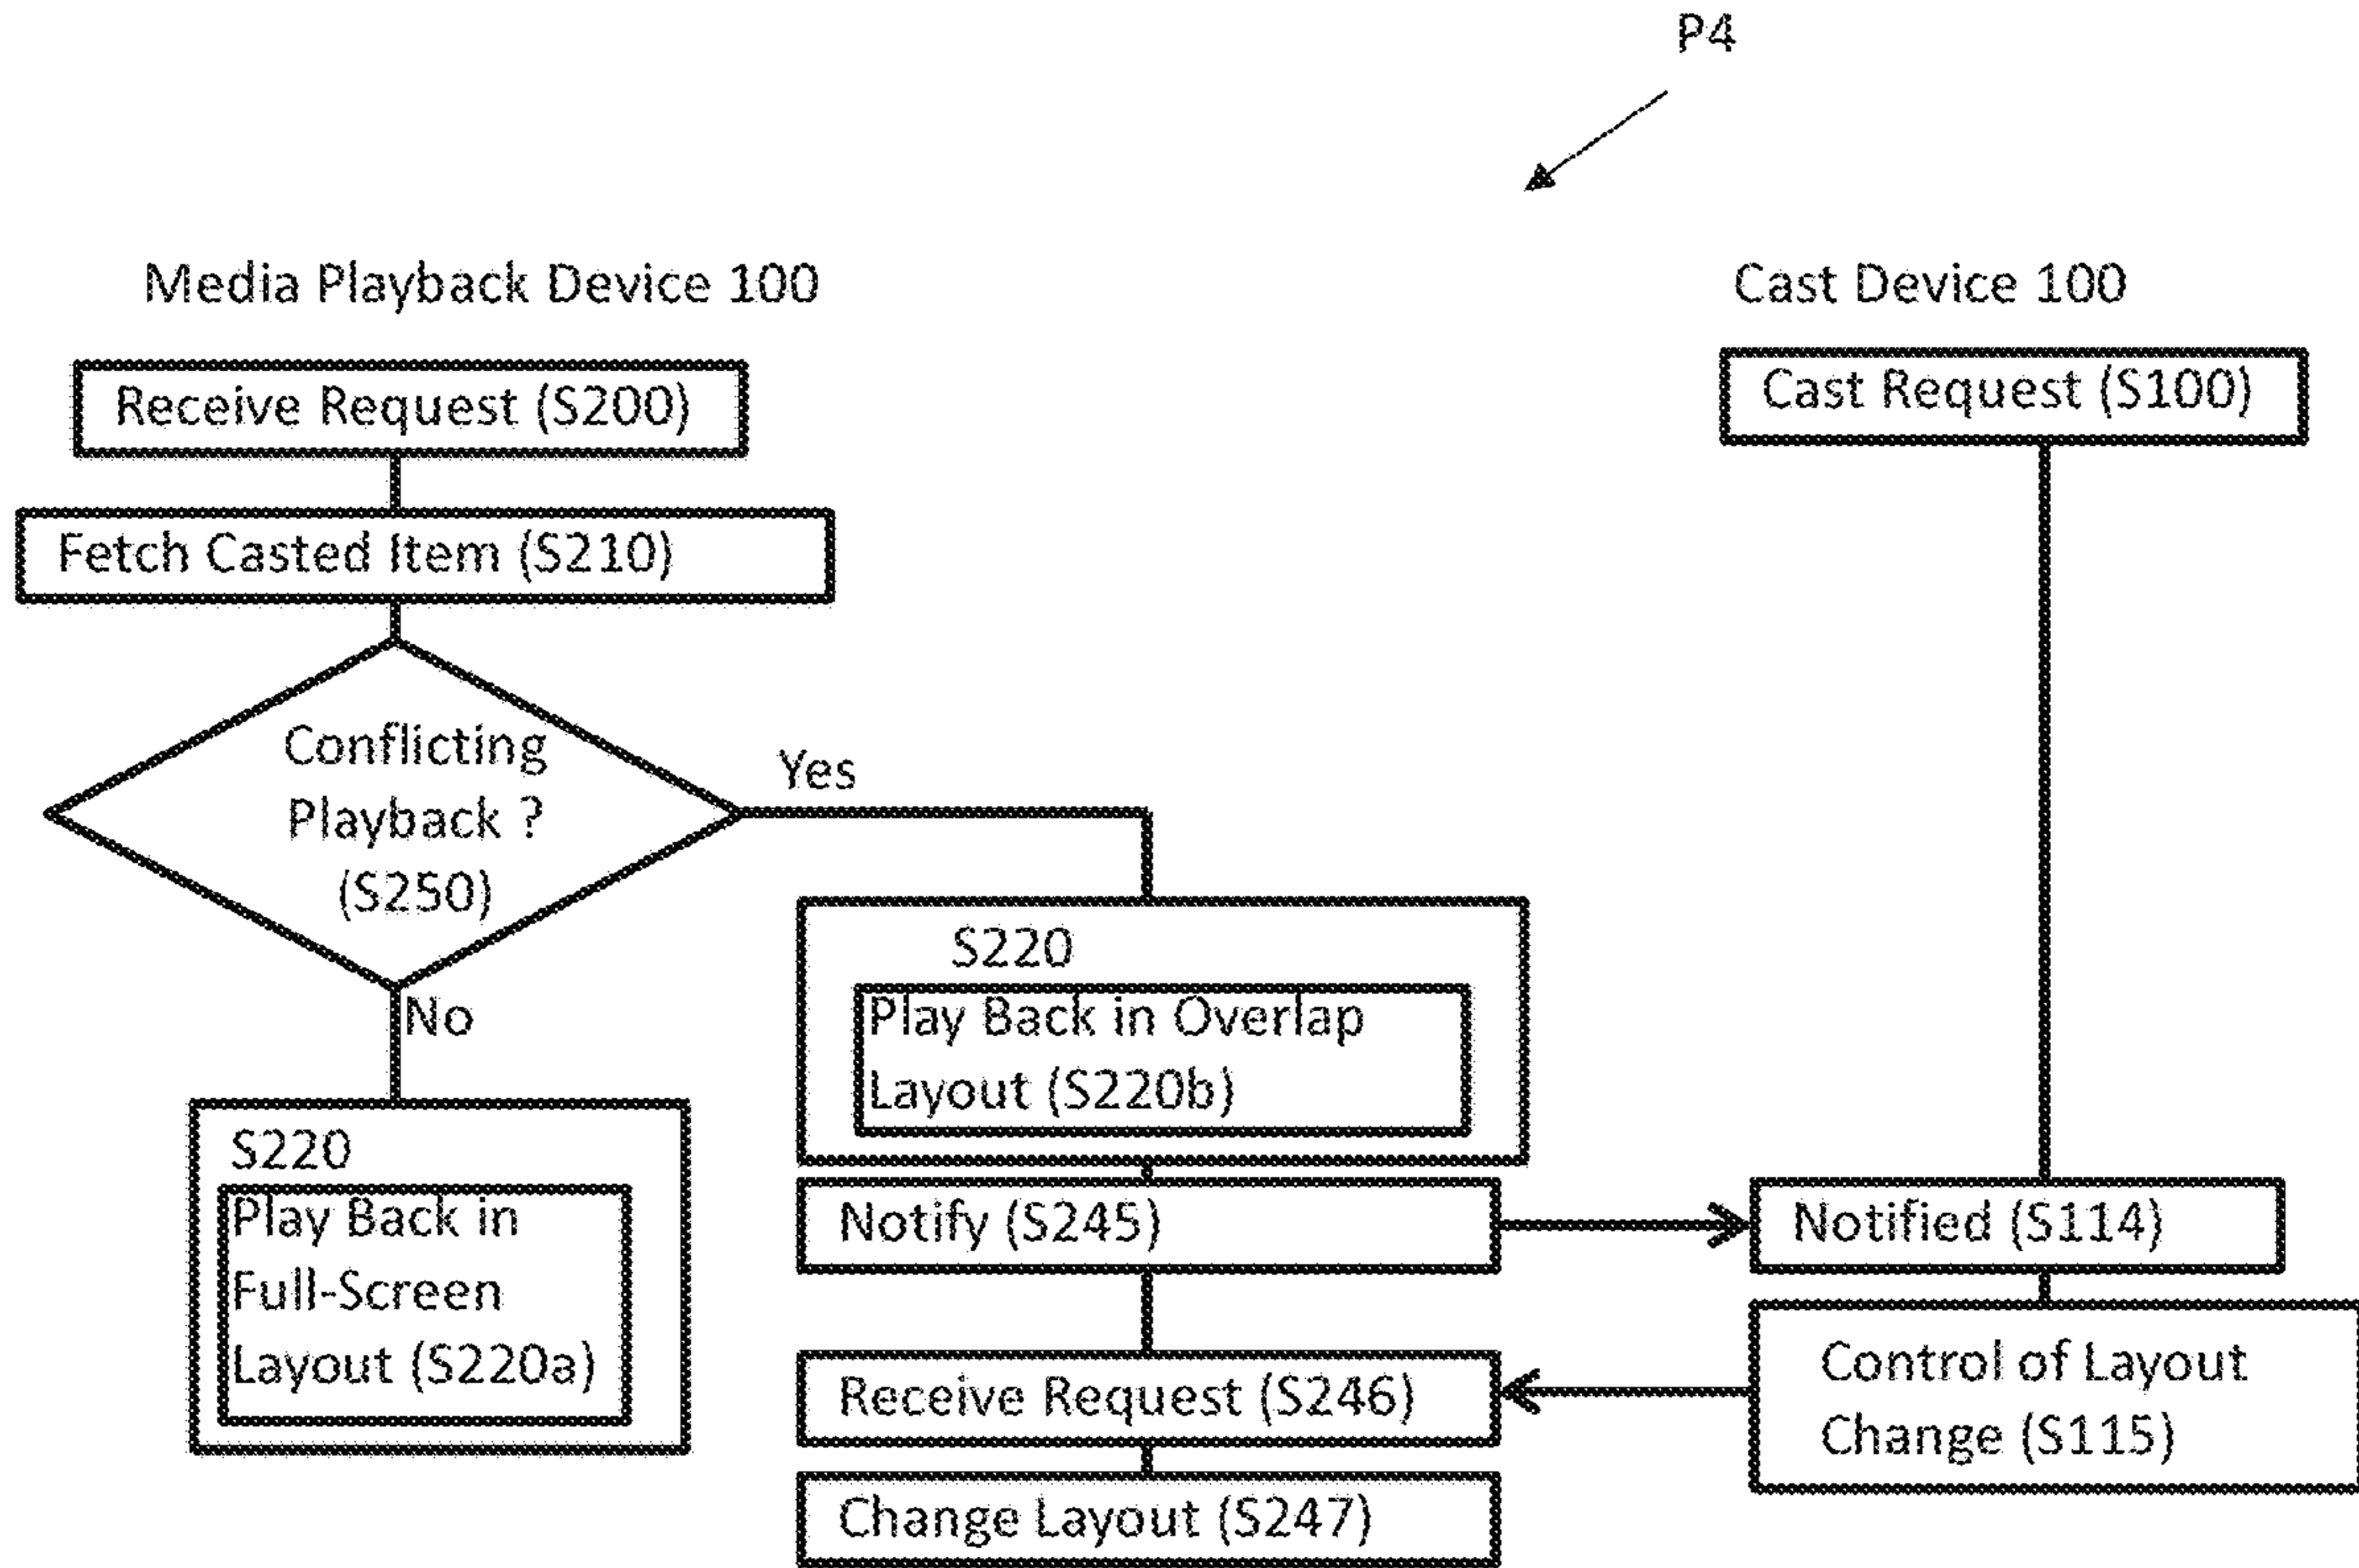 P4
Media Playback Device 100
Cast Device 100
Receive Request (S200)
Cast Request (S100)
Fetch Casted Item (S210)
Conflicting
Playback ?
(S250)
Yes
No
S220
Play Back in Overlap
Layout (S220b)
S220
Play Back in
Full-Screen
Layout (S220a)
Notify (S245)
Notified (S114)
Receive Request (S246)
Control of Layout
Change (S115)
Change Layout (S247)